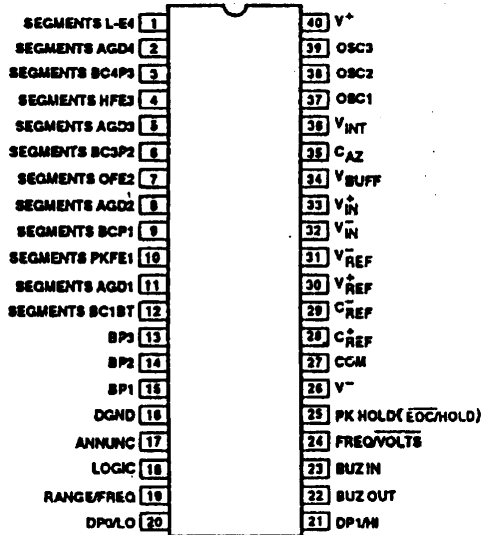 SEGMENTS L-E4 1
SEGMENTS AGD4 2
SEGMENTS BC4P3 3
SEGMENTS HFE3 4
SEGMENTS AGD3 5
SEGMENTS BC3P2 6
SEGMENTS OFE2 7
SEGMENTS AGD2 8
SEGMENTS BCP1 9
SEGMENTS PKFE1 10
SEGMENTS AGD1 11
SEGMENTS BC1BT 12
BP3 13
BP2 14
BP1 15
DGND 16
ANNUNC 17
LOGIC 18
RANGE/FREQ 19
DP0/LO 20
40 V+
39 OSC3
38 OSC2
37 OSC1
36 VINT
35 CAZ
34 VBUFF
33 V+IN
32 V-IN
31 V-REF
30 V+REF
29 C-REF
28 C+REF
27 COM
26 V-
25 PK HOLD(EOC/HOLD)
24 FREQ/VOLTS
23 BUZ IN
22 BUZ OUT
21 DP1/HI